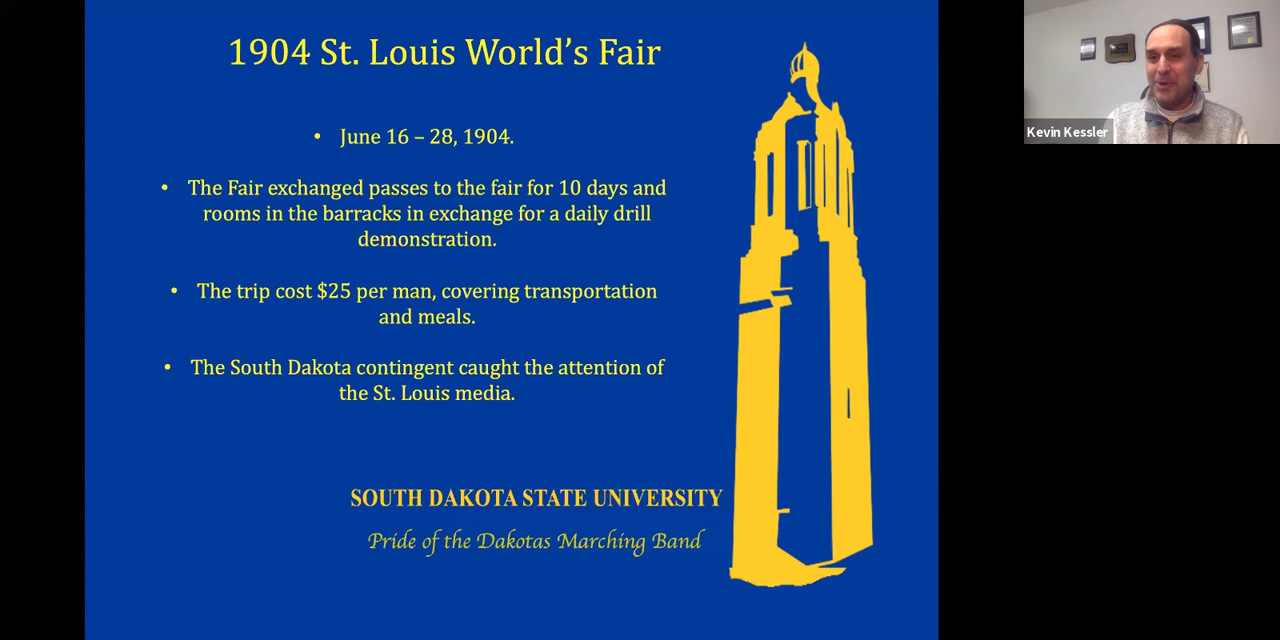 1904 St. Louis World's Fair
• June 16 – 28, 1904.
• The Fair exchanged passes to the fair for 10 days and
rooms in the barracks in exchange for a daily drill
demonstration.
• The trip cost $25 per man, covering transportation
and meals.
• The South Dakota contingent caught the attention of
the St. Louis media.
SOUTH DAKOTA STATE UNIVERSITY
Pride of the Dakotas Marching Band
Kevin Kessler